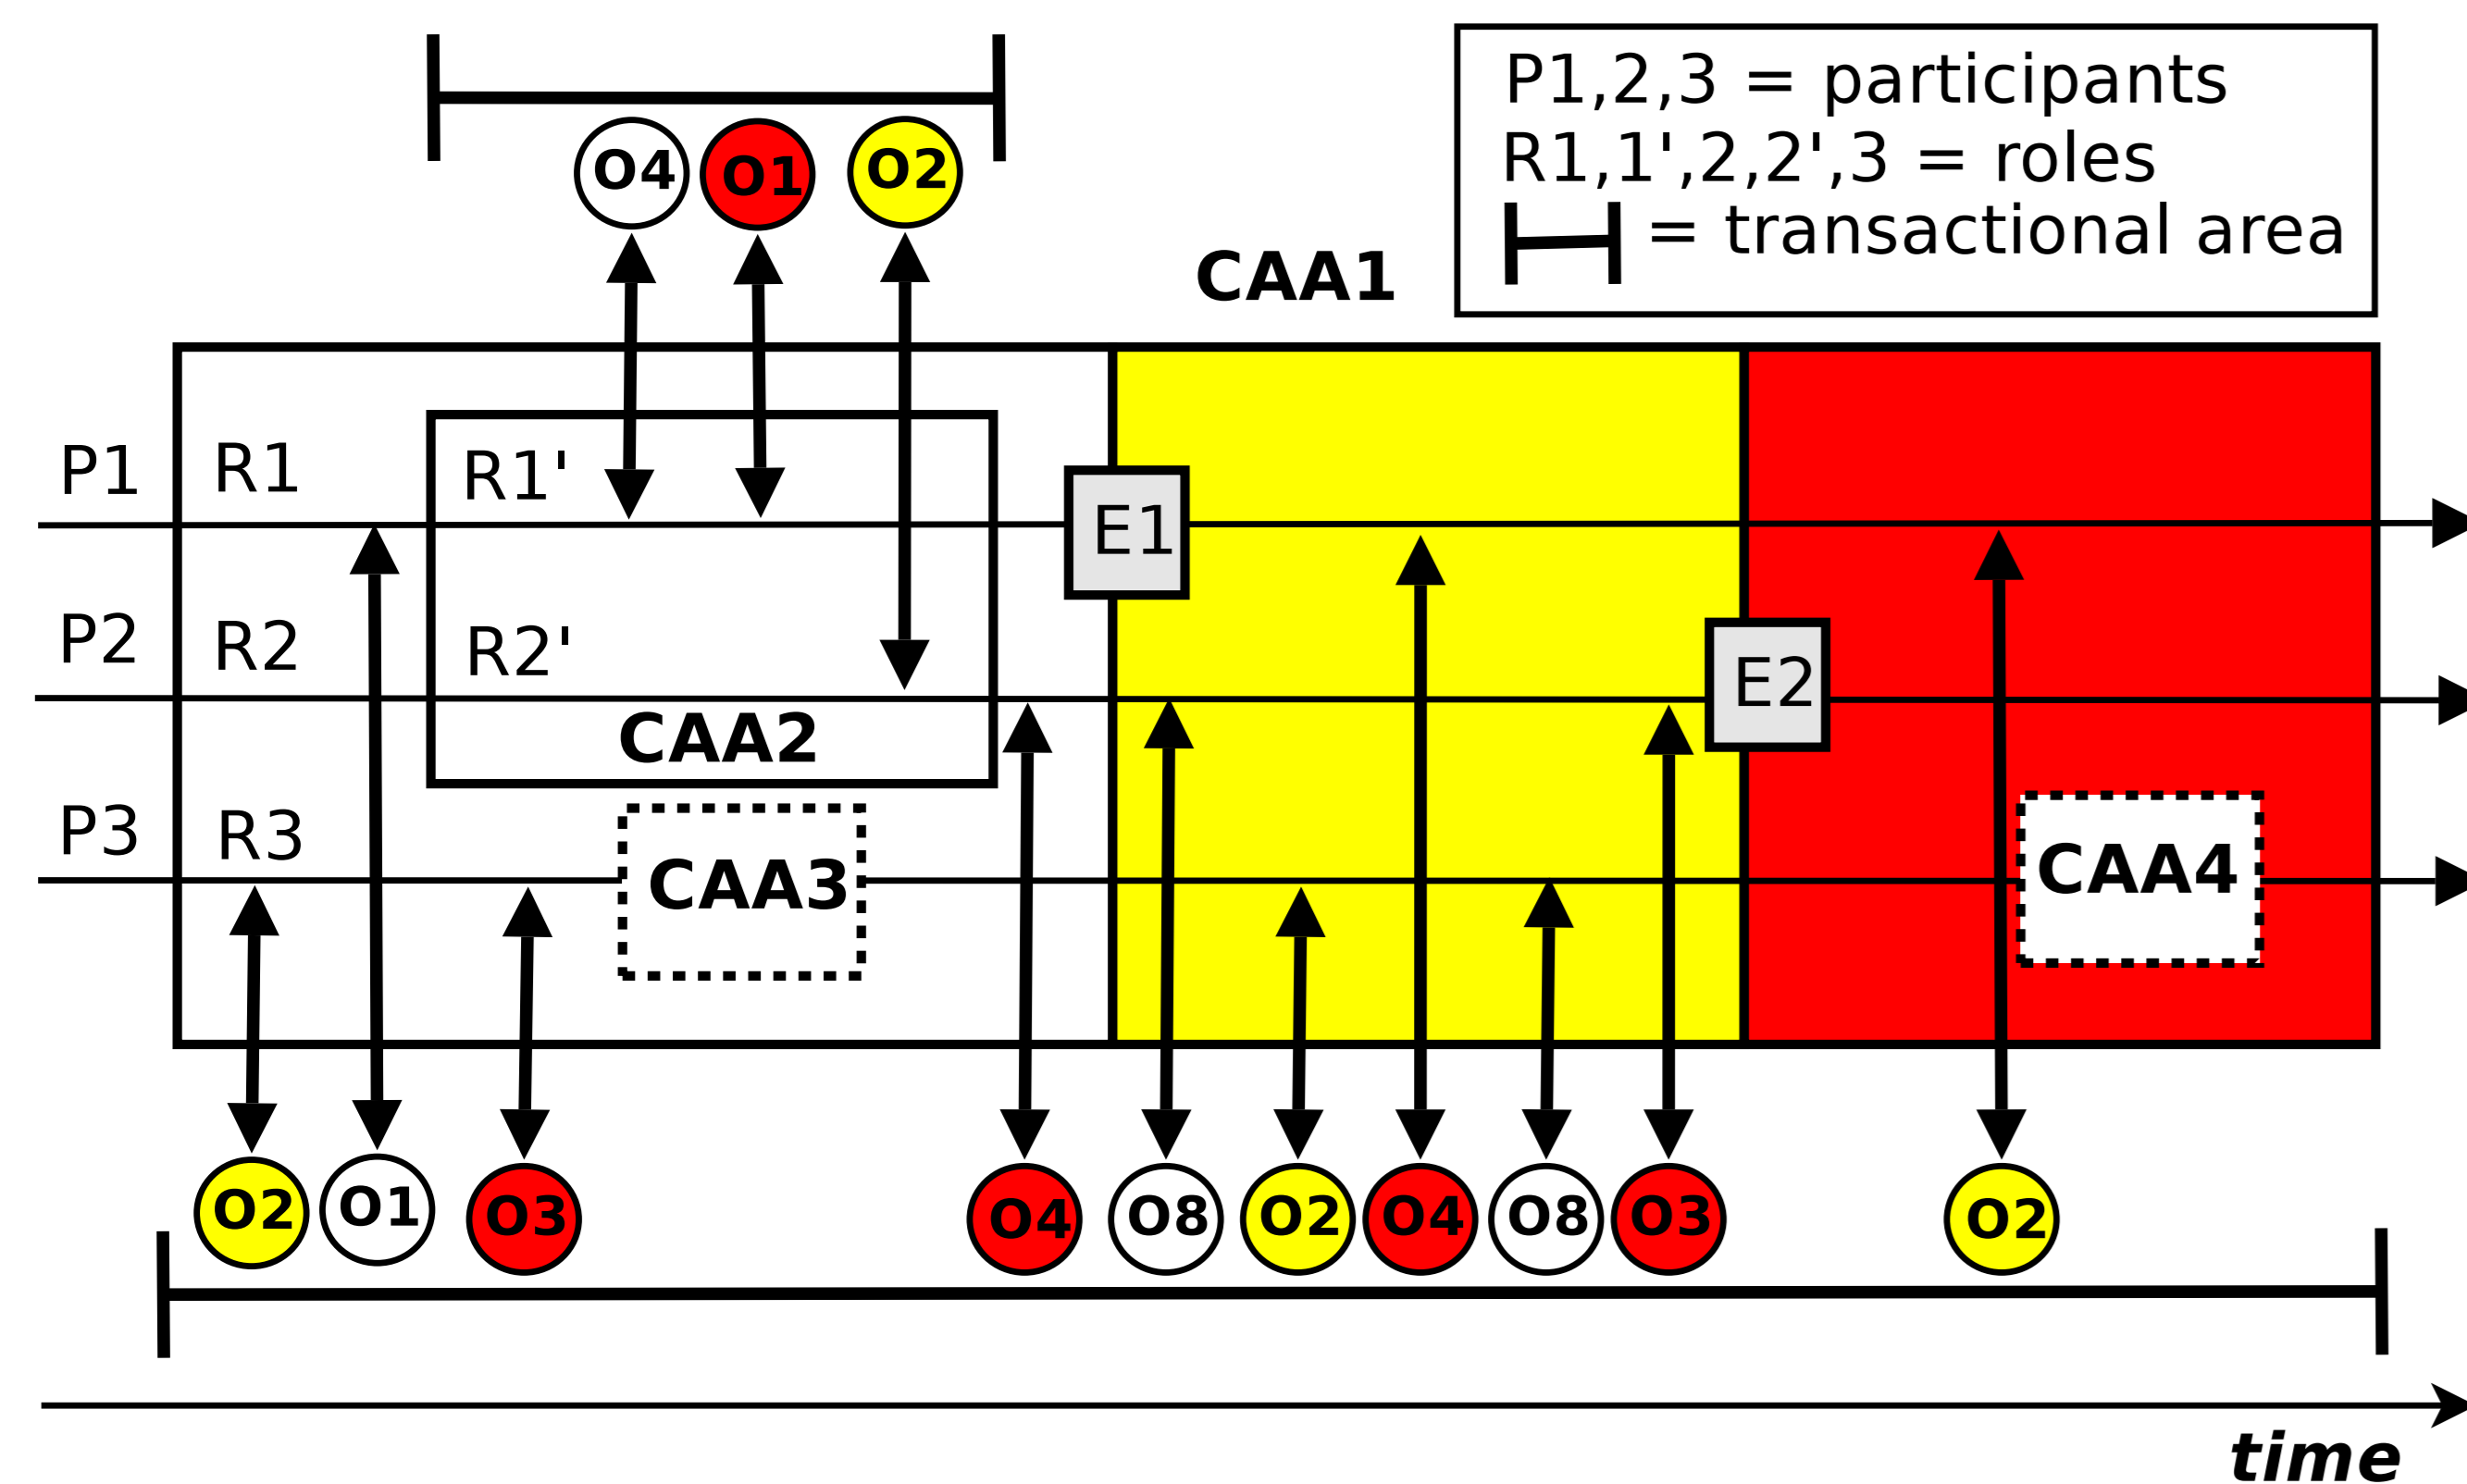 P1,2,3 = participants
R1,1',2,2',3 = roles
= transactional area
O4 O1 O2
CAA1
P1 R1 R1'
E1
P2 R2 R2'
E2
CAA2
P3 R3
CAA3
CAA4
O2 O1 O3 O4 O8 O2 O4 O8 O3 O2
time